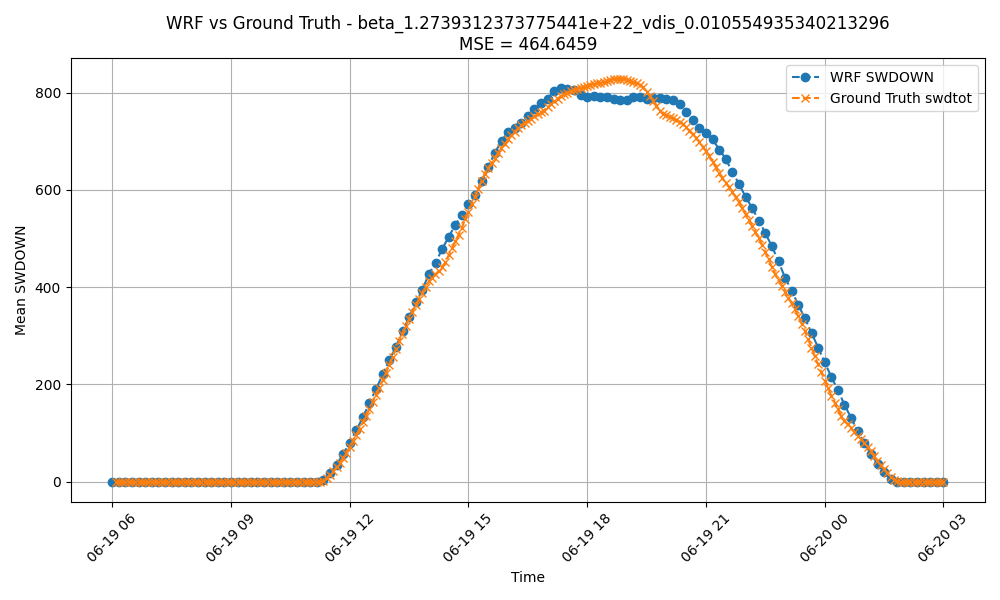 WRF vs Ground Truth - beta_1.2739312373775441e+22_vdis_0.010554935340213296
MSE = 464.6459
WRF SWDOWN
Ground Truth swdtot
Mean SWDOWN
800
600
400
200
0
06-19 06
06-19 09
06-19 12
06-19 15
06-19 18
06-19 21
06-20 00
06-20 03
Time